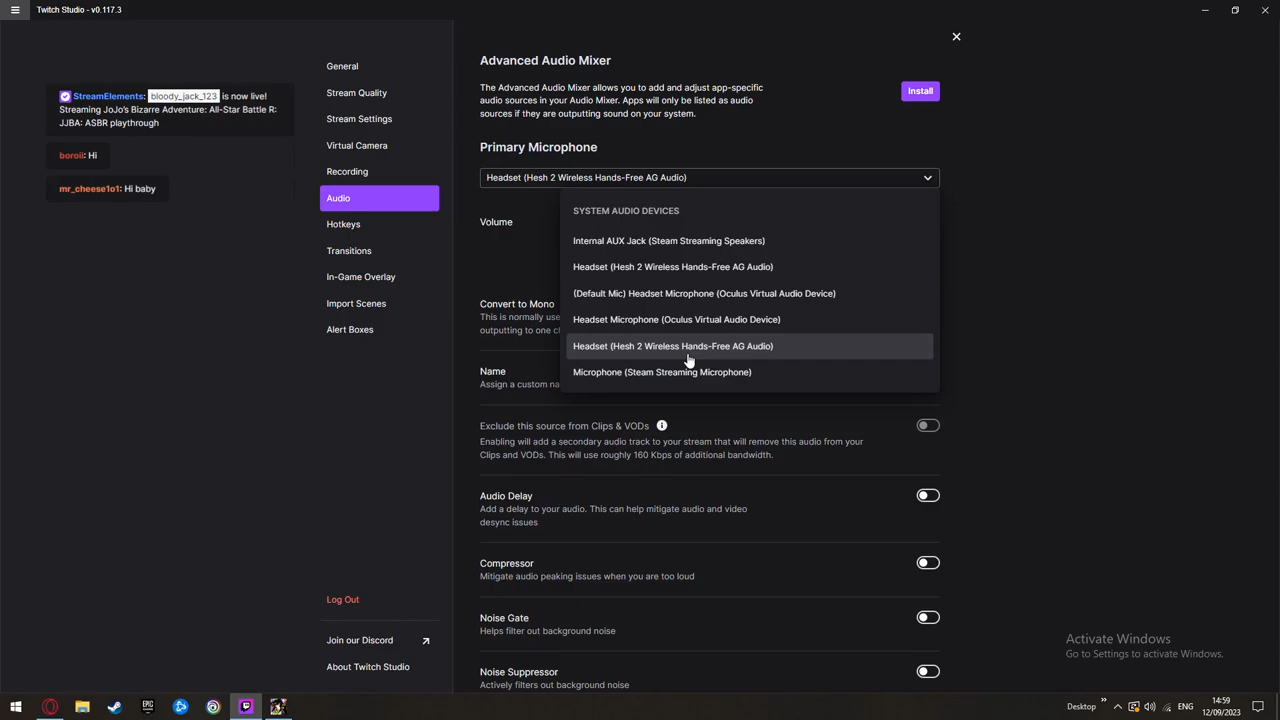 Twitch Studio - v0.117.3
StreamElements: bloody_jack_123 is now live!
Streaming JoJo's Bizarre Adventure: All-Star Battle R:
JJBA: ASBR playthrough
boroii: Hi
mr_cheese1o1: Hi baby
General
Stream Quality
Stream Settings
Virtual Camera
Recording
Audio
Hotkeys
Transitions
In-Game Overlay
Import Scenes
Alert Boxes
Log Out
Join our Discord
About Twitch Studio
Advanced Audio Mixer
The Advanced Audio Mixer allows you to add and adjust app-specific
audio sources in your Audio Mixer. Apps will only be listed as audio
sources if they are outputting sound on your system.
Install
Primary Microphone
Headset (Hesh 2 Wireless Hands-Free AG Audio)
SYSTEM AUDIO DEVICES
Internal AUX Jack (Steam Streaming Speakers)
Headset (Hesh 2 Wireless Hands-Free AG Audio)
(Default Mic) Headset Microphone (Oculus Virtual Audio Device)
Headset Microphone (Oculus Virtual Audio Device)
Headset (Hesh 2 Wireless Hands-Free AG Audio)
Microphone (Steam Streaming Microphone)
Volume
Convert to Mono
This is normally use
outputting to one c
Name
Assign a custom na
Exclude this source from Clips & VODs
Enabling will add a secondary audio track to your stream that will remove this audio from your
Clips and VODs. This will use roughly 160 Kbps of additional bandwidth.
Audio Delay
Add a delay to your audio. This can help mitigate audio and video
desync issues
Compressor
Mitigate audio peaking issues when you are too loud
Noise Gate
Helps filter out background noise
Noise Suppressor
Actively filters out background noise
Activate Windows
Go to Settings to activate Windows.
EPIC
Desktop
ENG
14:59
12/09/2023